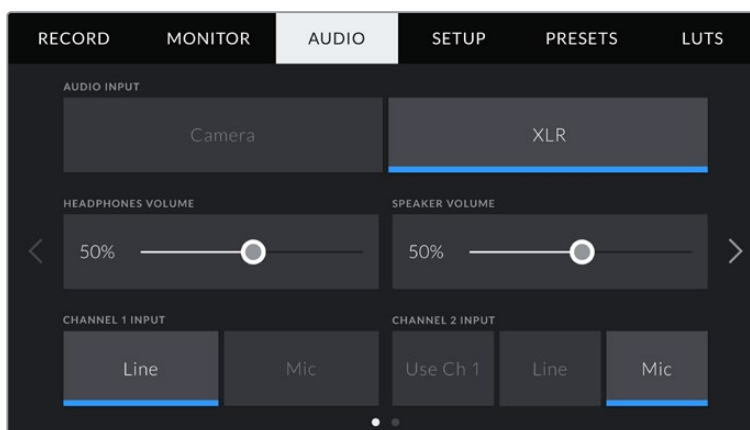 RECORD MONITOR AUDIO SETUP PRESETS LUTS
AUDIO INPUT
Camera XLR
HEADPHONES VOLUME SPEAKER VOLUME
50% 50%
CHANNEL 1 INPUT CHANNEL 2 INPUT
Line Mic Use Ch 1 Line Mic